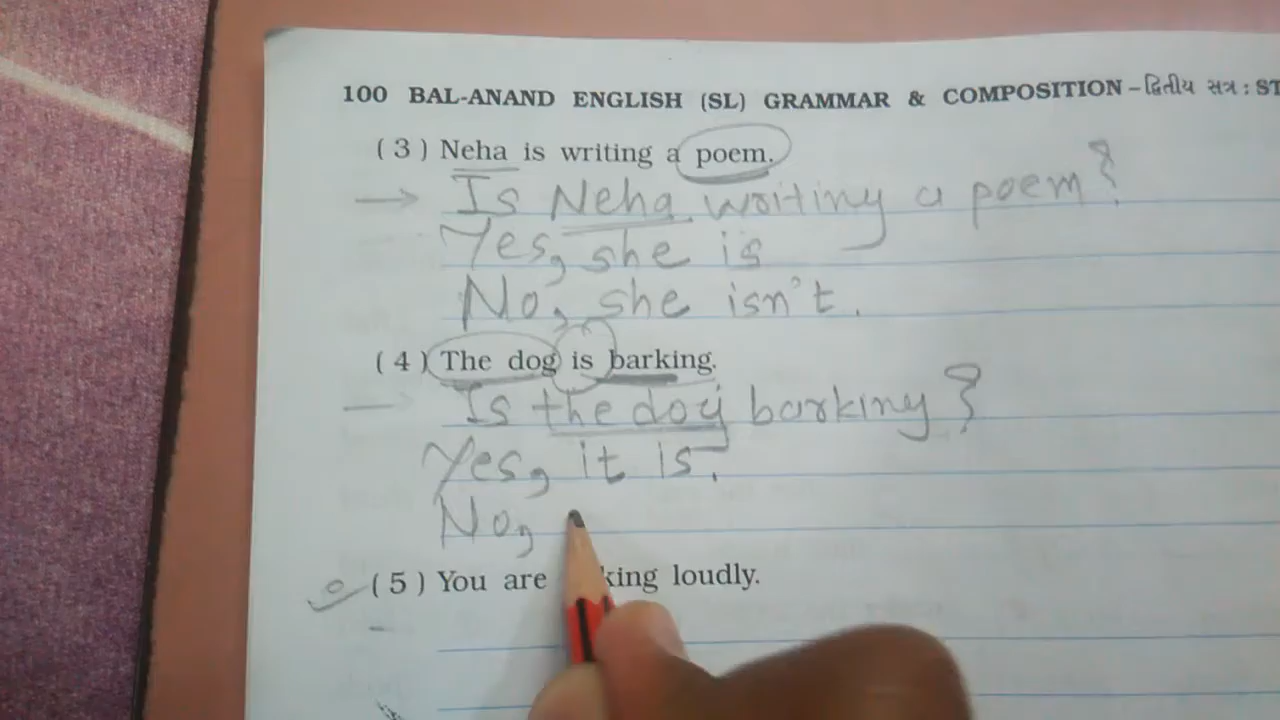 100 BAL-ANAND ENGLISH (SL) GRAMMAR & COMPOSITION – દ્વિતીય સત્ર : ST
( 3 ) Neha is writing a poem.
Is Neha writing a poem?
Yes, she is
No, she isn't.
( 4 ) The dog is barking.
Is the dog barking?
Yes, it is.
No,
( 5 ) You are king loudly.